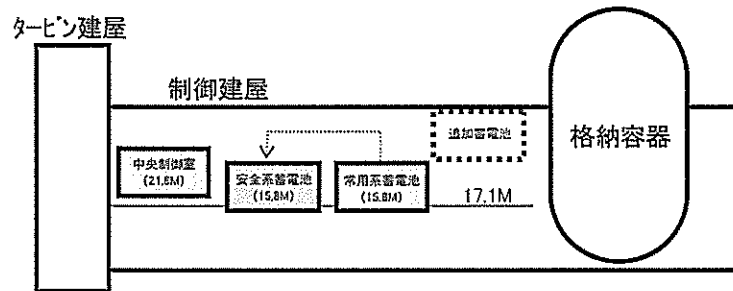 タービン建屋
制御建屋
格納容器
追加蓄電池
中央制御室
(21.8M)
安全系蓄電池
(15.8M)
常用系蓄電池
(15.8M)
17.1M